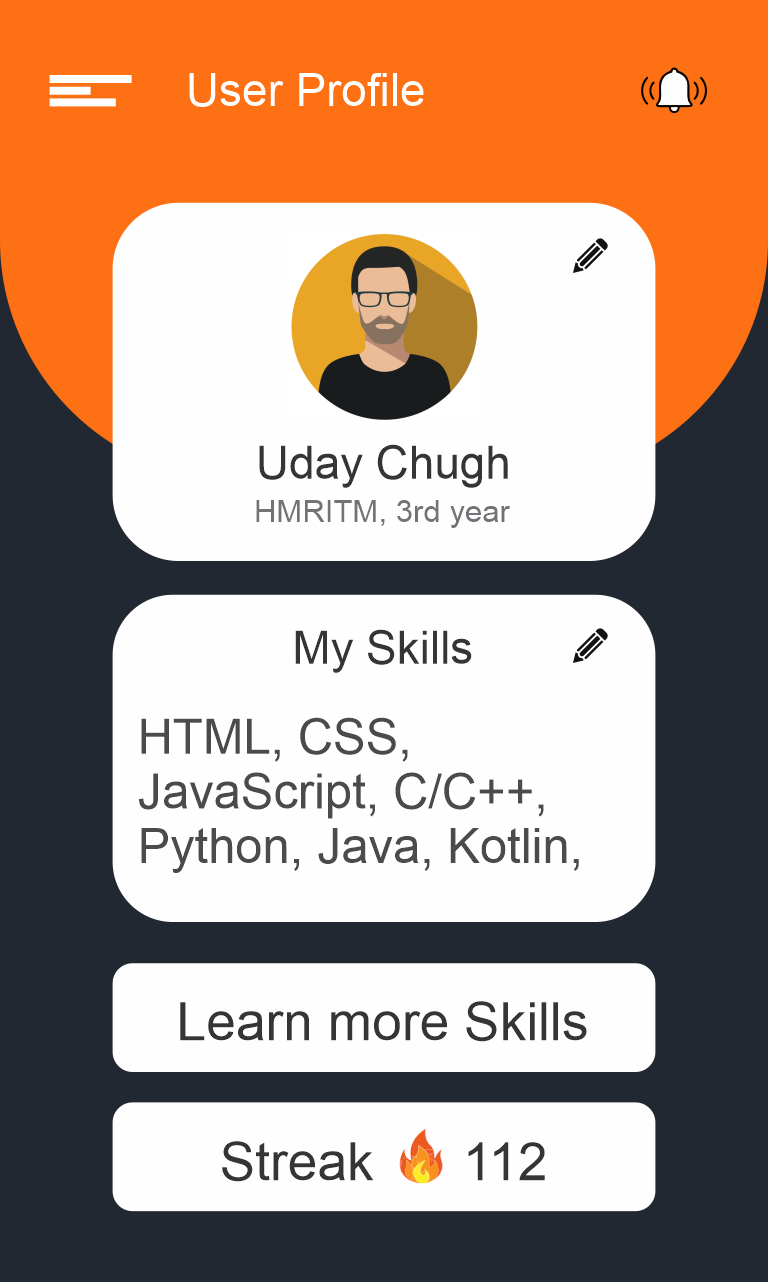 User Profile
Uday Chugh
HMRITM, 3rd year
My Skills
HTML, CSS,
JavaScript, C/C++,
Python, Java, Kotlin,
Learn more Skills
Streak 🔥 112